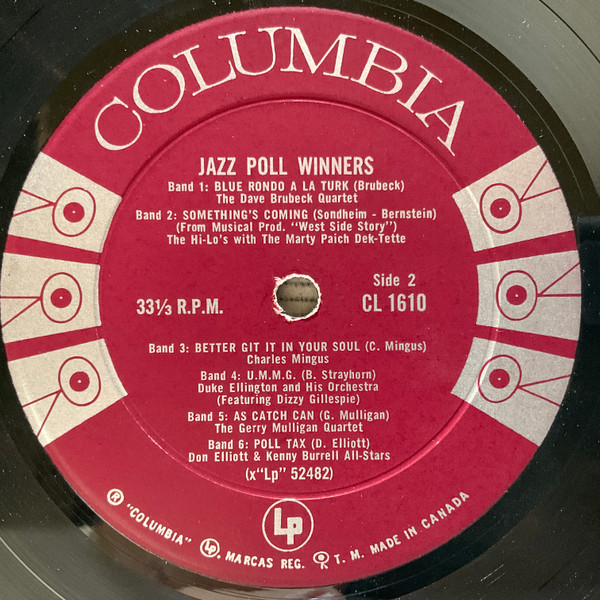 COLUMBIA
JAZZ POLL WINNERS
Band 1: BLUE RONDO A LA TURK (Brubeck)
The Dave Brubeck Quartet
Band 2: SOMETHING'S COMING (Sondheim - Bernstein)
(From Musical Prod. "West Side Story")
The Hi-Lo's with The Marty Paich Dek-Tette
33⅓ R.P.M.
Side 2
CL 1610
Band 3: BETTER GIT IT IN YOUR SOUL (C. Mingus)
Charles Mingus
Band 4: U.M.M.G. (B. Strayhorn)
Duke Ellington and His Orchestra
(Featuring Dizzy Gillespie)
Band 5: AS CATCH CAN (G. Mulligan)
The Gerry Mulligan Quartet
Band 6: POLL TAX (D. Elliott)
Don Elliott & Kenny Burrell All-Stars
(x"Lp" 52482)
Lp
® "COLUMBIA" Lp. MARCAS REG. T. M. MADE IN CANADA